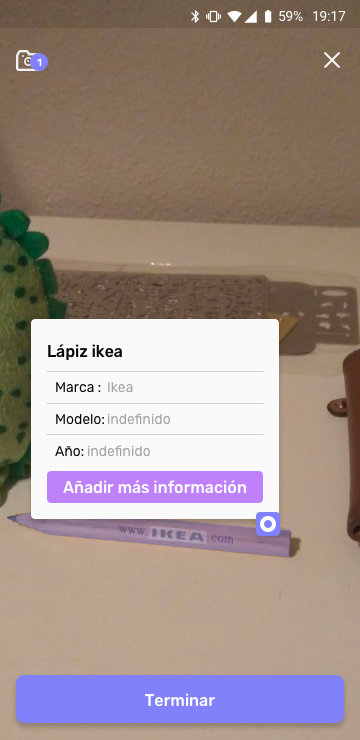 59% 19:17
1
Lápiz ikea
Marca : Ikea
Modelo: indefinido
Año: indefinido
Añadir más información
www.IKEA.com
Terminar